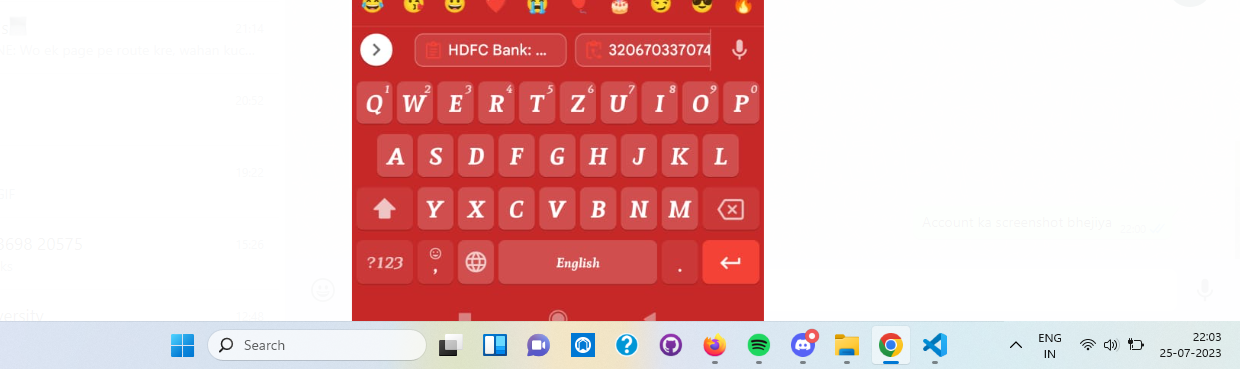 HDFC Bank: ...
320670337074
Q1 W2 E3 R4 T5 Z6 U7 I8 O9 P0
A S D F G H J K L
Y X C V B N M
?123 , English .
Account ka screenshot bhejiye
3698 20575
Search
ENG
IN
22:03
25-07-2023